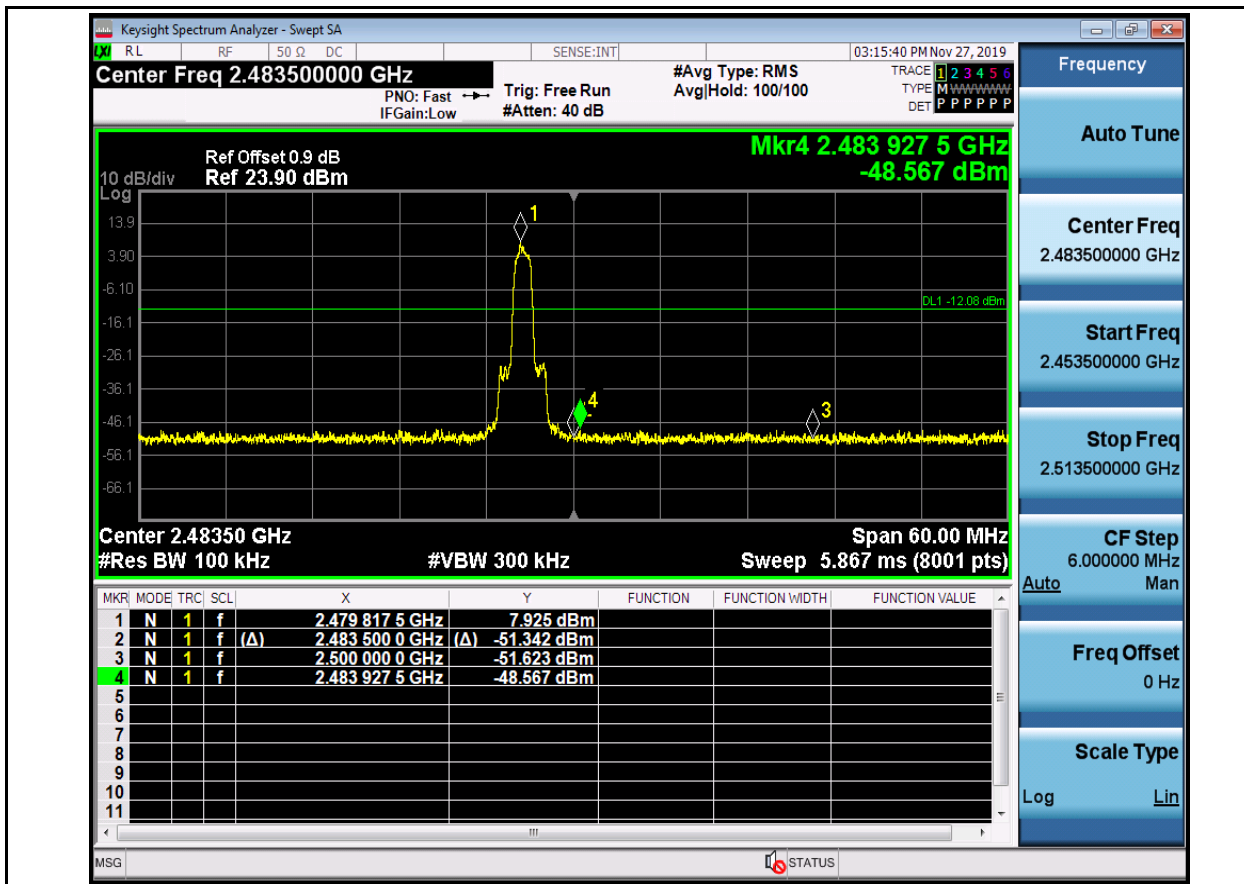 Keysight Spectrum Analyzer - Swept SA
LXI RL RF 50 Ω DC SENSE:INT 03:15:40 PM Nov 27, 2019
Center Freq 2.483500000 GHz
PNO: Fast
IFGain:Low
Trig: Free Run
#Atten: 40 dB
#Avg Type: RMS
Avg|Hold: 100/100
TRACE 1 2 3 4 5 6
TYPE M WWWWW
DET P P P P P P
Mkr4 2.483 927 5 GHz
-48.567 dBm
Ref Offset 0.9 dB
10 dB/div Ref 23.90 dBm
Log
13.9
3.90
-6.10
-16.1
-26.1
-36.1
-46.1
-56.1
-66.1
1
DL1 -12.08 dBm
4
3
Center 2.48350 GHz Span 60.00 MHz
#Res BW 100 kHz #VBW 300 kHz Sweep 5.867 ms (8001 pts)
MKR MODE TRC SCL X Y FUNCTION FUNCTION WIDTH FUNCTION VALUE
1 N 1 f 2.479 817 5 GHz 7.925 dBm
2 N 1 f (Δ) 2.483 500 0 GHz (Δ) -51.342 dBm
3 N 1 f 2.500 000 0 GHz -51.623 dBm
4 N 1 f 2.483 927 5 GHz -48.567 dBm
5
6
7
8
9
10
11
MSG STATUS
Frequency
Auto Tune
Center Freq
2.483500000 GHz
Start Freq
2.453500000 GHz
Stop Freq
2.513500000 GHz
CF Step
6.000000 MHz
Auto Man
Freq Offset
0 Hz
Scale Type
Log Lin